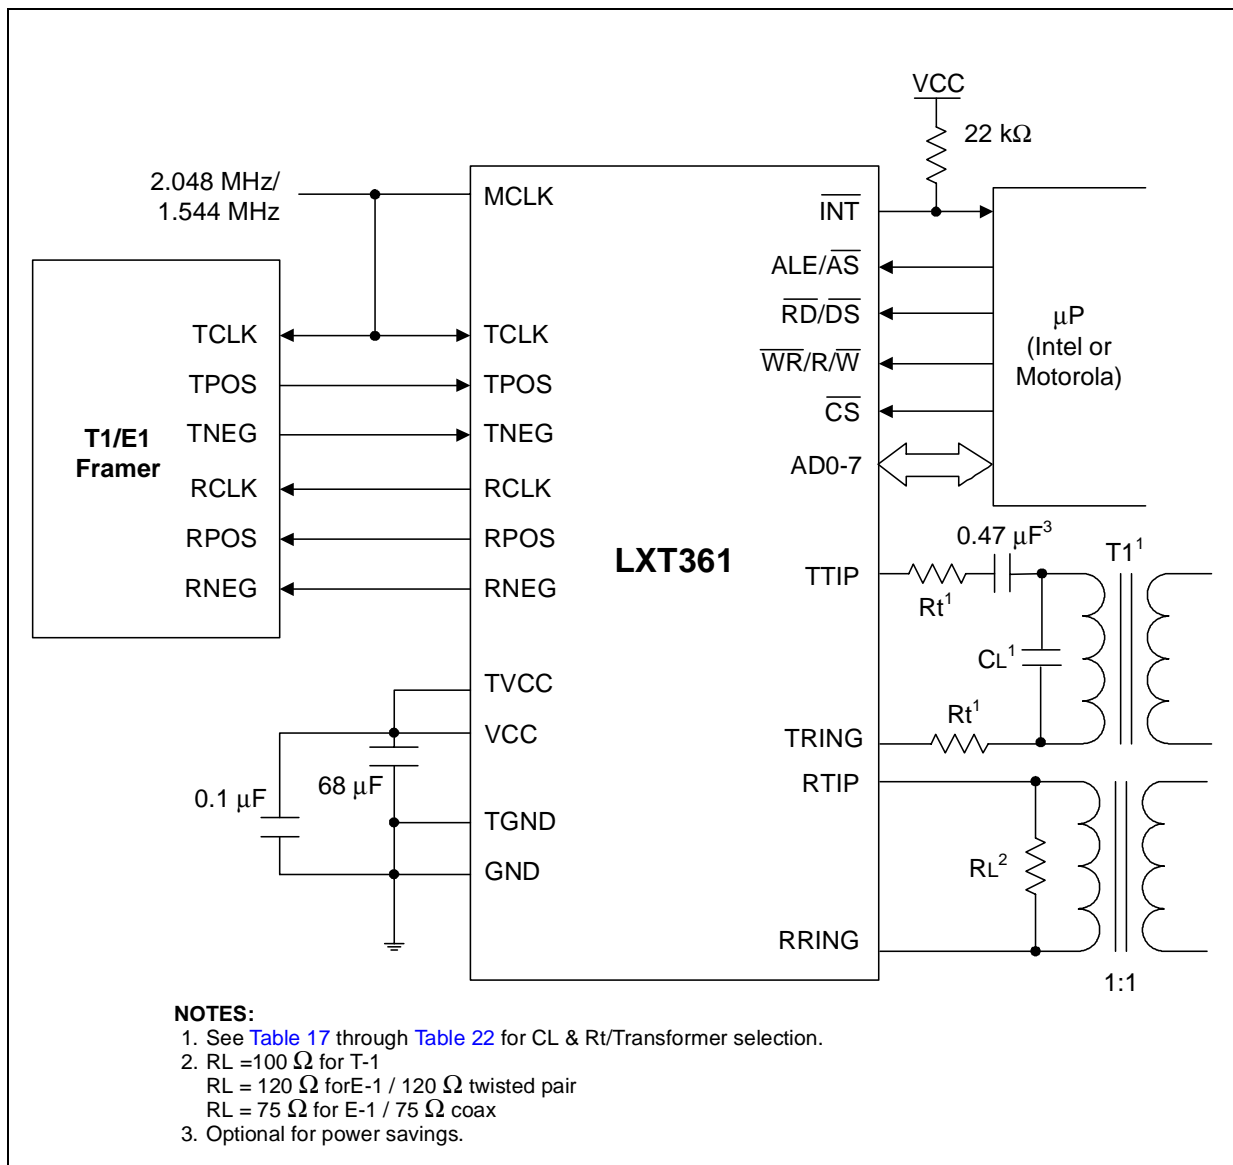 VCC
22 kΩ
2.048 MHz/
1.544 MHz
MCLK
INT
ALE/AS
RD/DS
WR/R/W
CS
AD0-7
μP
(Intel or
Motorola)
TCLK
TPOS
TNEG
RCLK
RPOS
RNEG
T1/E1
Framer
TCLK
TPOS
TNEG
RCLK
RPOS
RNEG
LXT361
TTIP
0.47 μF3
T11
Rt1
CL1
Rt1
TRING
RTIP
RL2
RRING
1:1
TVCC
VCC
68 μF
0.1 μF
TGND
GND
NOTES:
1. See Table 17 through Table 22 for CL & Rt/Transformer selection.
2. RL =100 Ω for T-1
RL = 120 Ω forE-1 / 120 Ω twisted pair
RL = 75 Ω for E-1 / 75 Ω coax
3. Optional for power savings.